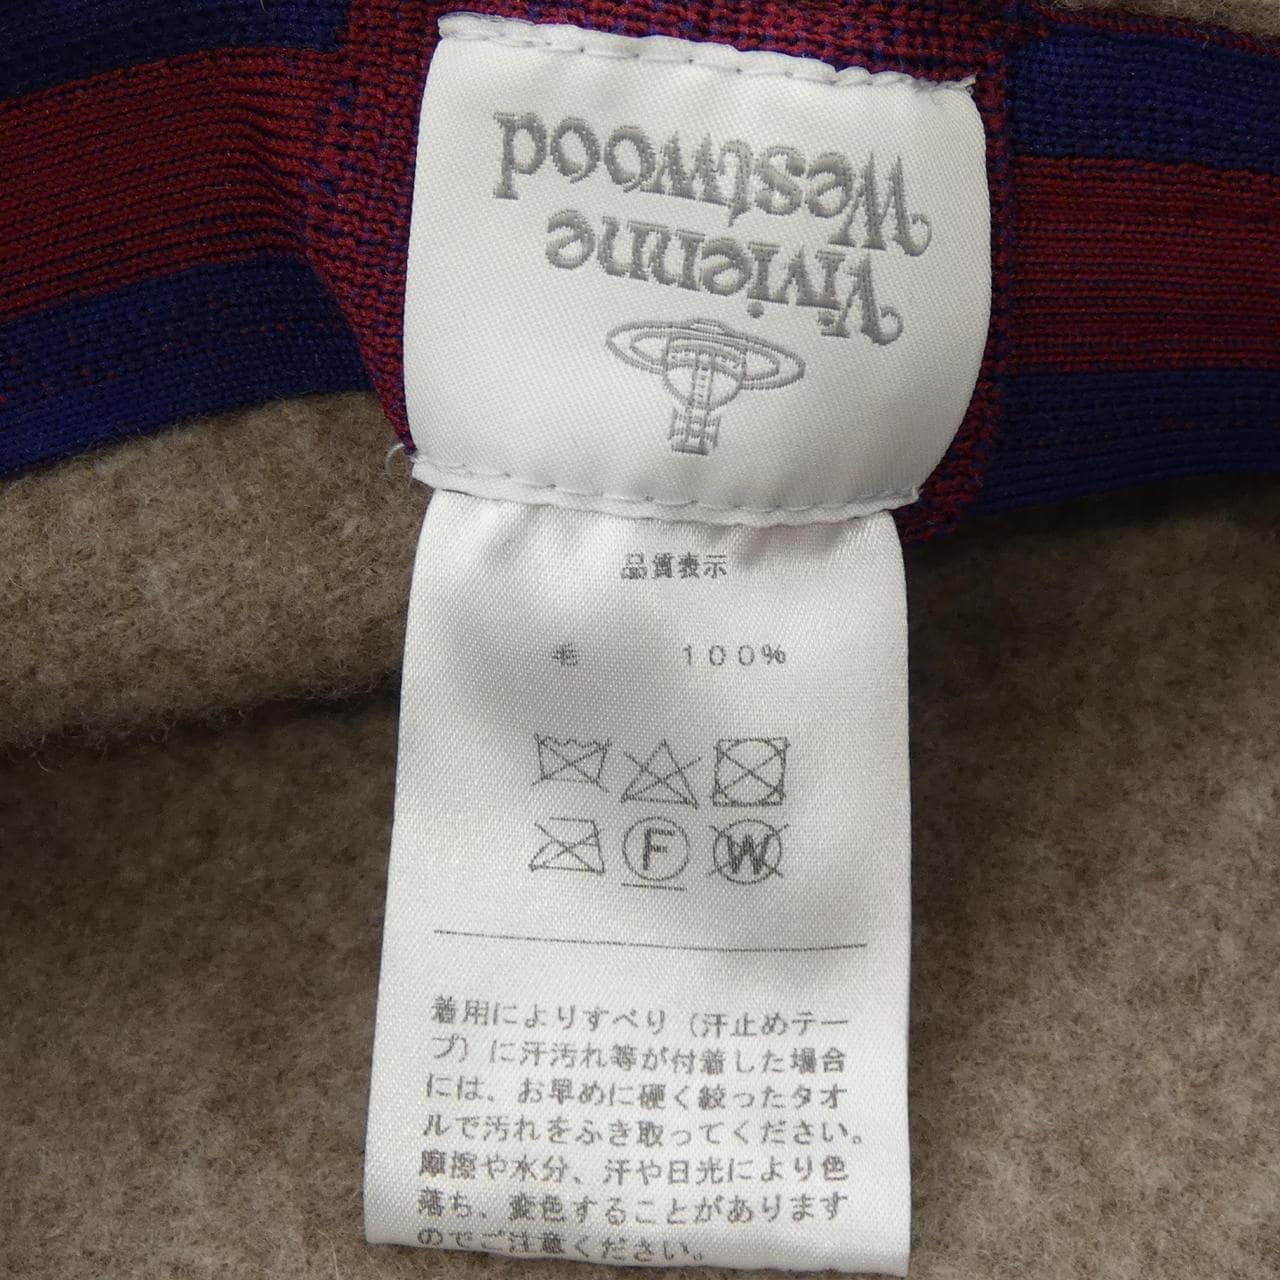 Vivienne
Westwood
品質表示
毛 100%
F W
着用によりすべり（汗止めテー
プ）に汗汚れ等が付着した場合
には、お早めに硬く絞ったタオ
ルで汚れをふき取ってください。
摩擦や水分、汗や日光により色
落ち、変色することがあります
のでご注意ください。